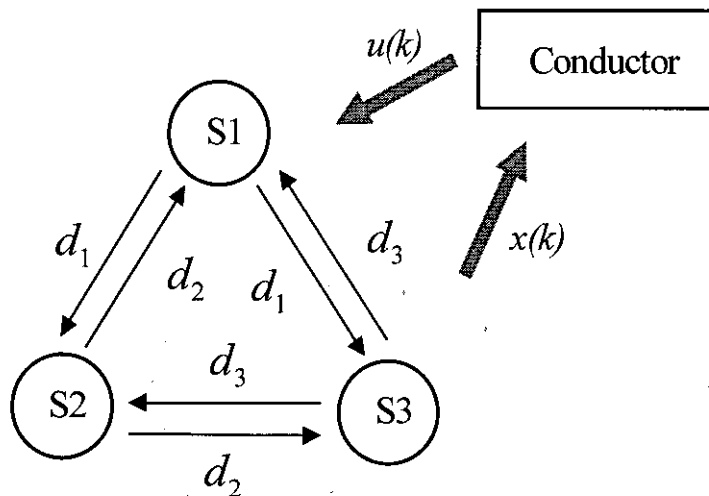 u(k)
Conductor
S1
x(k)
d₁
d₂
d₁
d₃
S2
d₃
S3
d₂